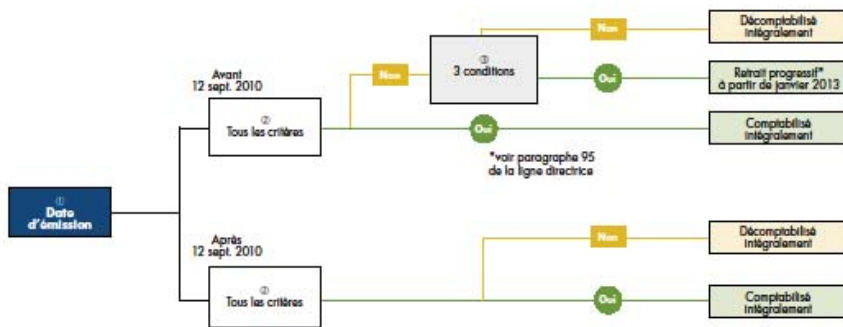 ①
Date
d'émission
Avant
12 sept. 2010
②
Tous les critères
Non
③
3 conditions
Non
Décomptabilisé
intégralement
Oui
Retrait progressif*
à partir de janvier 2013
Oui
Comptabilisé
intégralement
*voir paragraphe 95
de la ligne directrice
Après
12 sept. 2010
②
Tous les critères
Non
Décomptabilisé
intégralement
Oui
Comptabilisé
intégralement